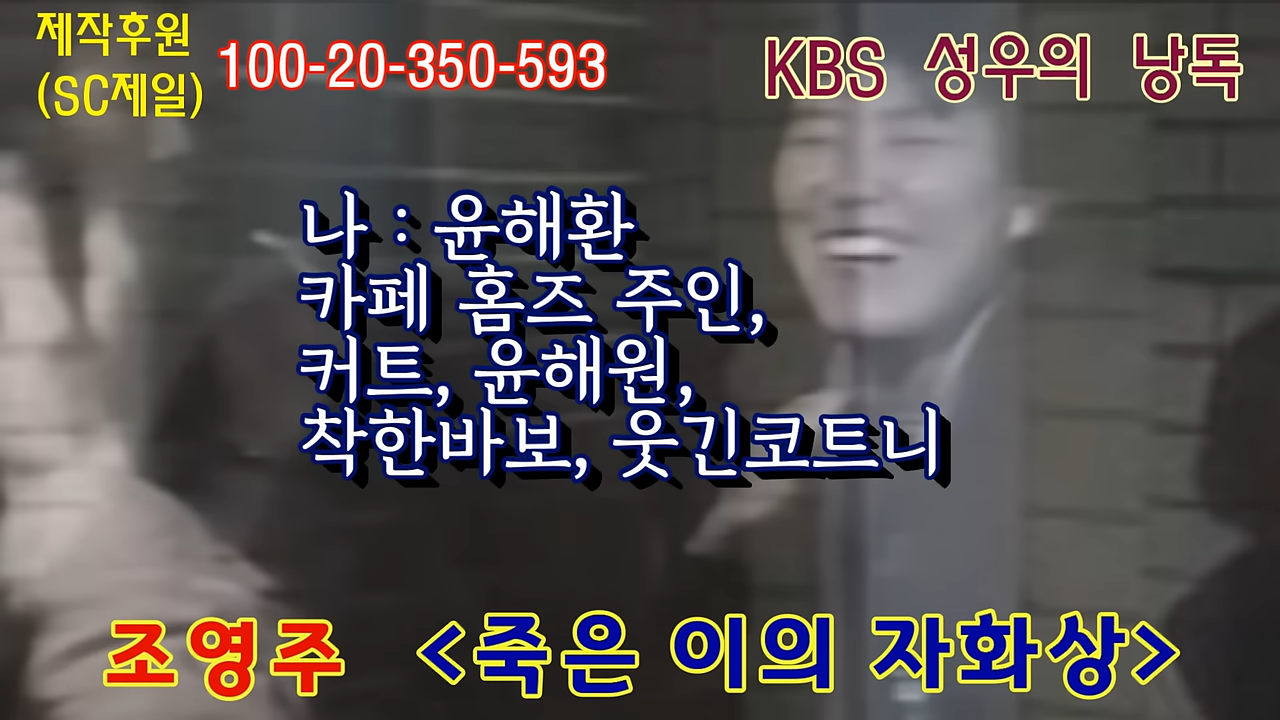 제작후원
(SC제일)
100-20-350-593
KBS 성우의 낭독
나 : 윤해환
카페 홈즈 주인,
커트, 윤해원,
착한바보, 웃긴코트니
조영주 <죽은 이의 자화상>